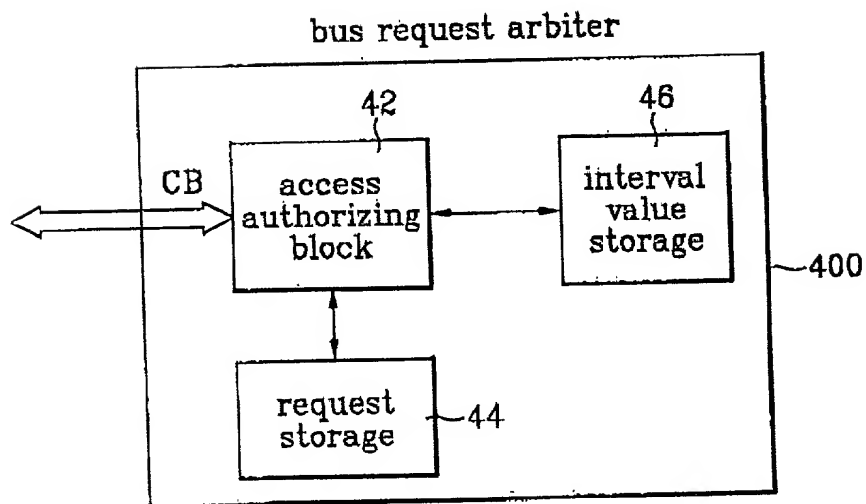 bus request arbiter
42
46
CB
access
authorizing
block
interval
value
storage
400
request
storage
44